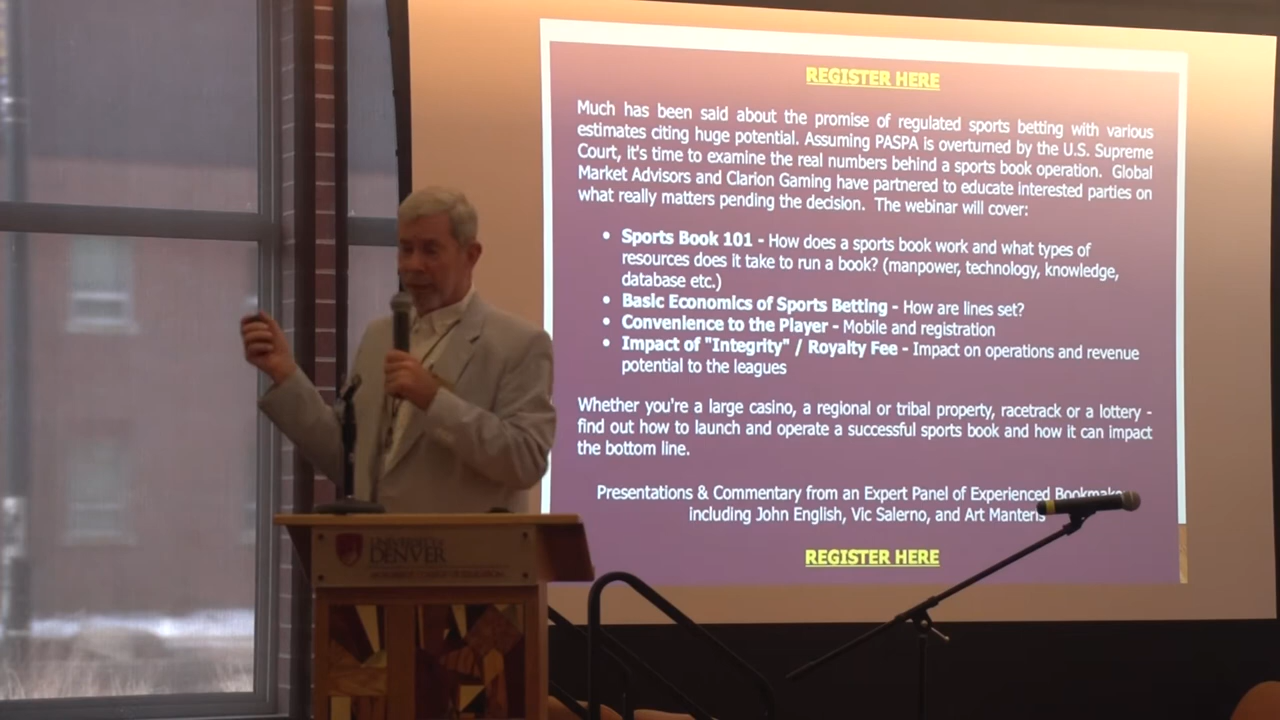 REGISTER HERE
Much has been said about the promise of regulated sports betting with various
estimates citing huge potential. Assuming PASPA is overturned by the U.S. Supreme
Court, it's time to examine the real numbers behind a sports book operation. Global
Market Advisors and Clarion Gaming have partnered to educate interested parties on
what really matters pending the decision. The webinar will cover:
• Sports Book 101 - How does a sports book work and what types of
resources does it take to run a book? (manpower, technology, knowledge,
database etc.)
• Basic Economics of Sports Betting - How are lines set?
• Convenience to the Player - Mobile and registration
• Impact of "Integrity" / Royalty Fee - Impact on operations and revenue
potential to the leagues
Whether you're a large casino, a regional or tribal property, racetrack or a lottery -
find out how to launch and operate a successful sports book and how it can impact
the bottom line.
Presentations & Commentary from an Expert Panel of Experienced
including John English, Vic Salerno, and Art Manteris
REGISTER HERE
UNIVERSITY OF
DENVER